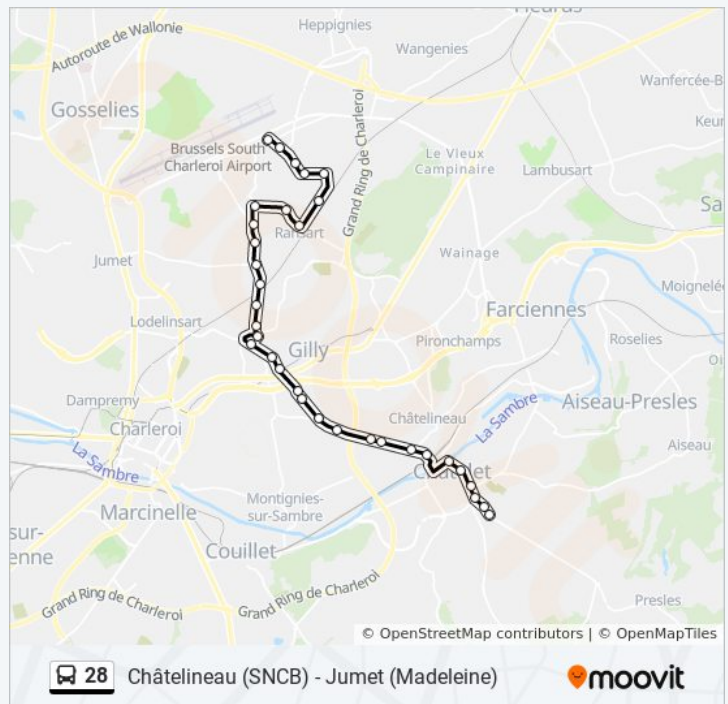 Fleurus
Heppignies
Autoroute de Wallonie
Wangenies
Wanfercée-B
Gosselies
Keu
Brussels South
Charleroi Airport
Grand Ring de Charleroi
Le Vieux
Campinaire
Lambusart
Sa
Ransart
Wainage
Jumet
Moignelé
Farciennes
Lodelinsart
Roselies
Gilly
Pironchamps
Oi
Dampremy
Aiseau-Presles
Châtelineau
La Sambre
Charleroi
Aiseau
La Sambre
Châtelet
Montignies-
sur-Sambre
Marcinelle
sur-
enne
Couillet
Grand Ring de Charleroi
Grand Ring de Charleroi
Presles
© OpenStreetMap contributors | © OpenMapTiles
28 Châtelineau (SNCB) - Jumet (Madeleine)
moovit